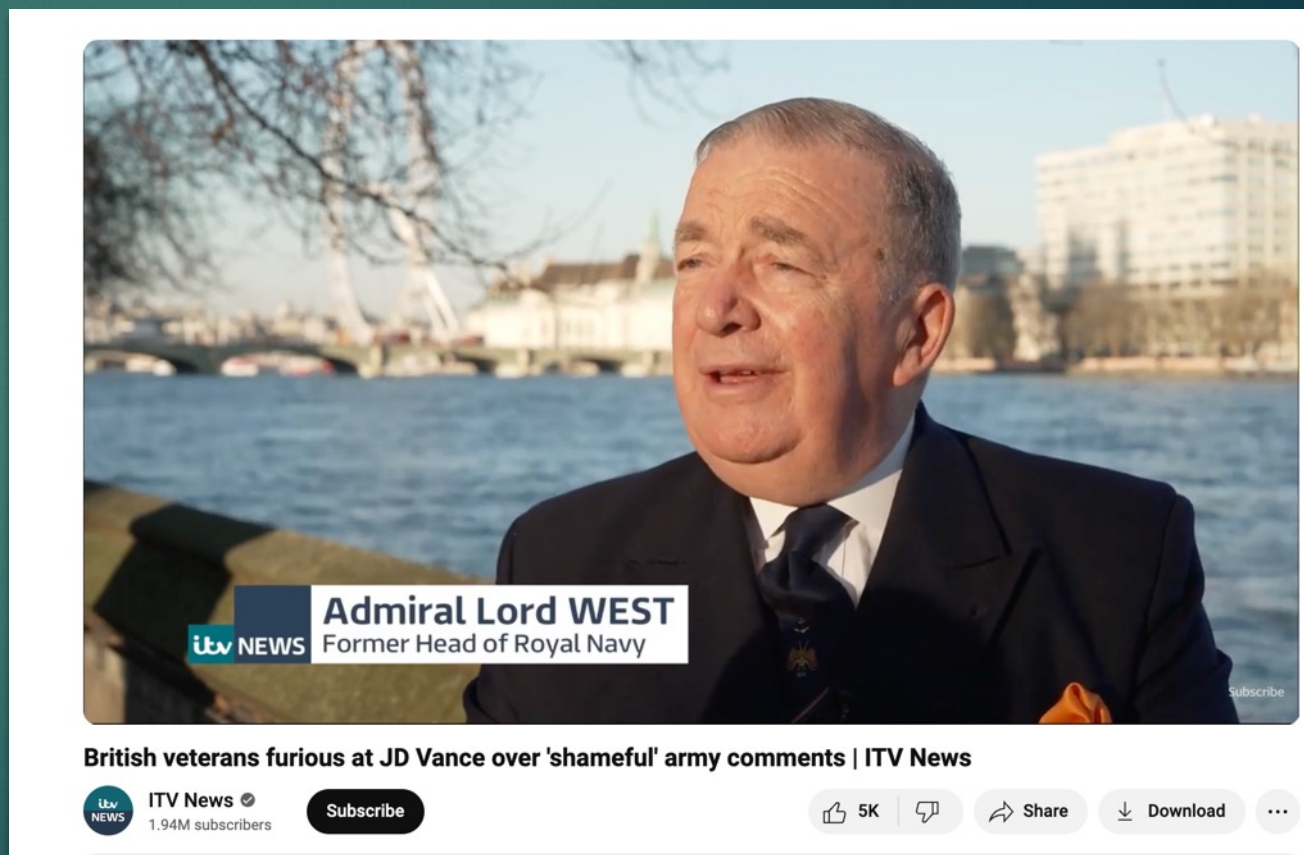 Admiral Lord WEST
itv NEWS Former Head of Royal Navy
Subscribe
British veterans furious at JD Vance over 'shameful' army comments | ITV News
itv NEWS
ITV News
1.94M subscribers
Subscribe
5K
Share
Download